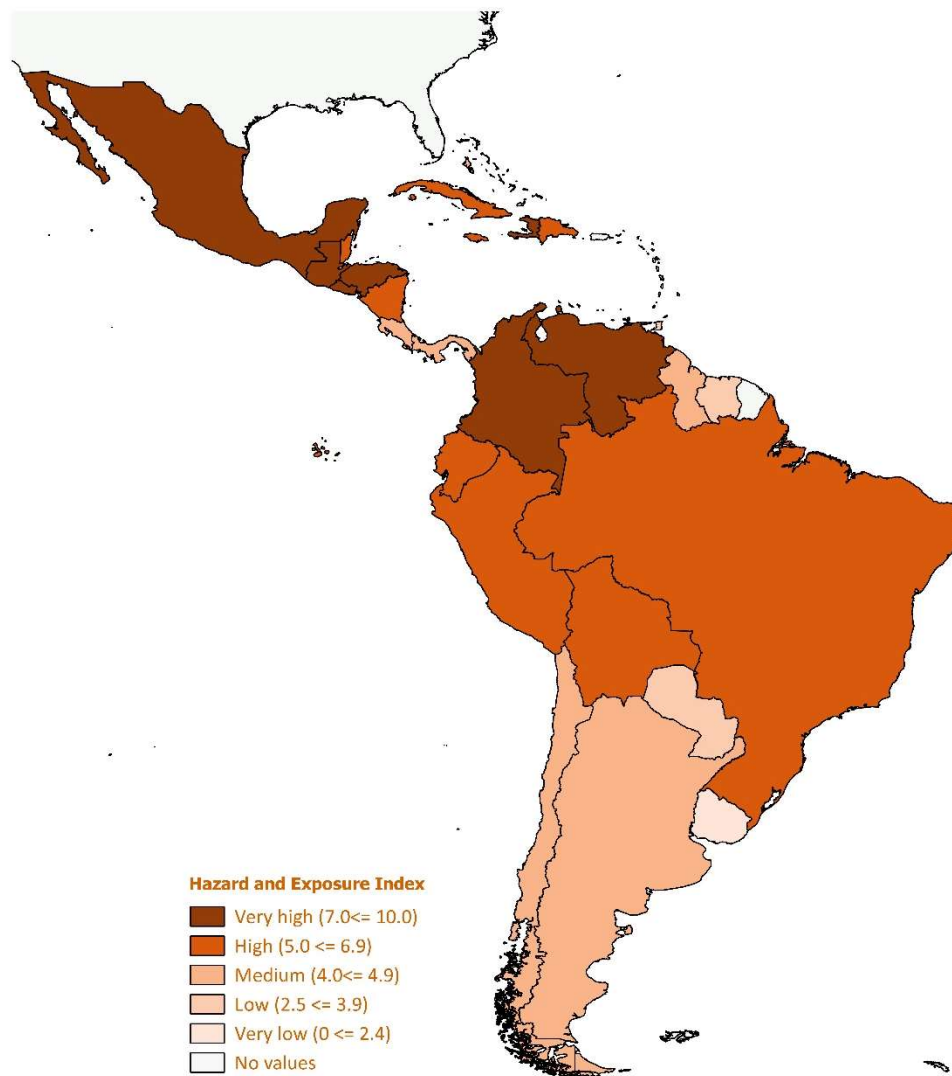 Hazard and Exposure Index
Very high (7.0<= 10.0)
High (5.0 <= 6.9)
Medium (4.0<= 4.9)
Low (2.5 <= 3.9)
Very low (0 <= 2.4)
No values